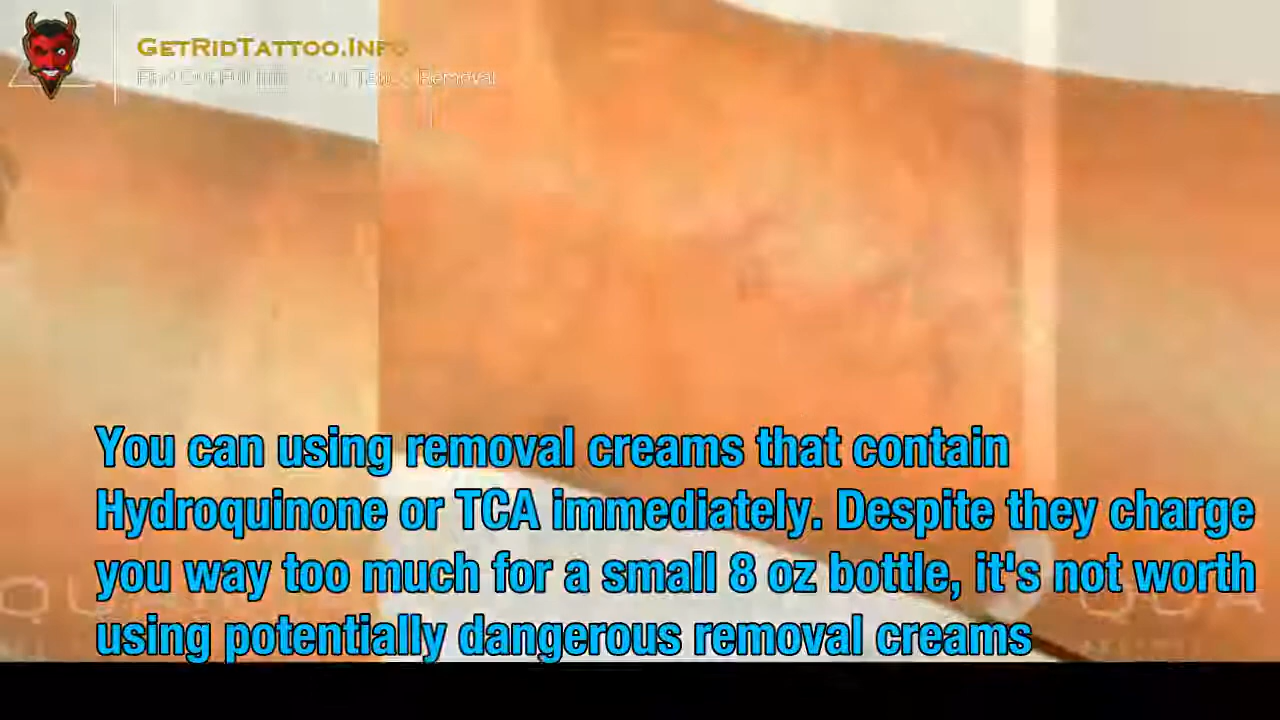 GetRidTattoo.Info
Removal
You can using removal creams that contain
Hydroquinone or TCA immediately. Despite they charge
you way too much for a small 8 oz bottle, it's not worth
using potentially dangerous removal creams